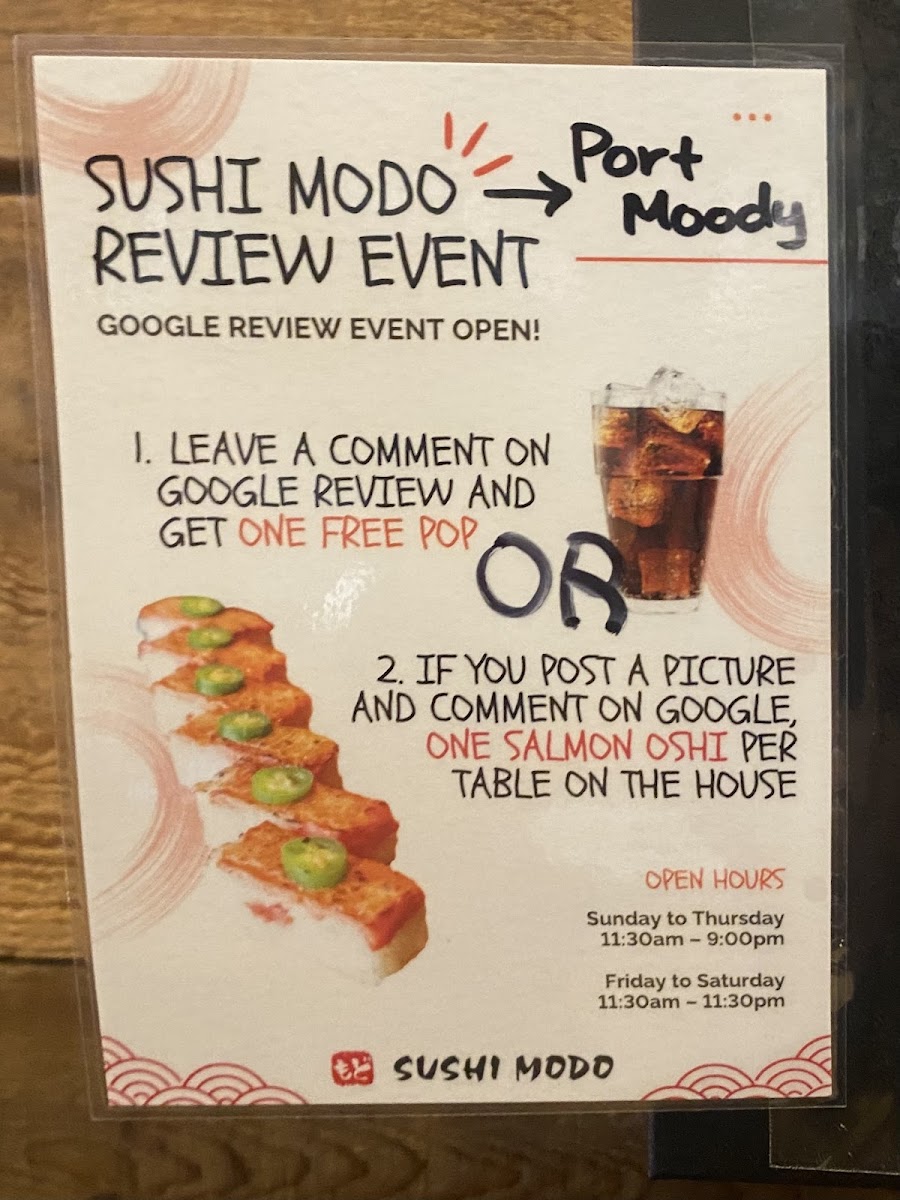 SUSHI MODO → Port
Moody
REVIEW EVENT
GOOGLE REVIEW EVENT OPEN!
1. LEAVE A COMMENT ON
GOOGLE REVIEW AND
GET ONE FREE POP
OR
2. IF YOU POST A PICTURE
AND COMMENT ON GOOGLE,
ONE SALMON OSHI PER
TABLE ON THE HOUSE
OPEN HOURS
Sunday to Thursday
11:30am – 9:00pm
Friday to Saturday
11:30am – 11:30pm
もど SUSHI MODO